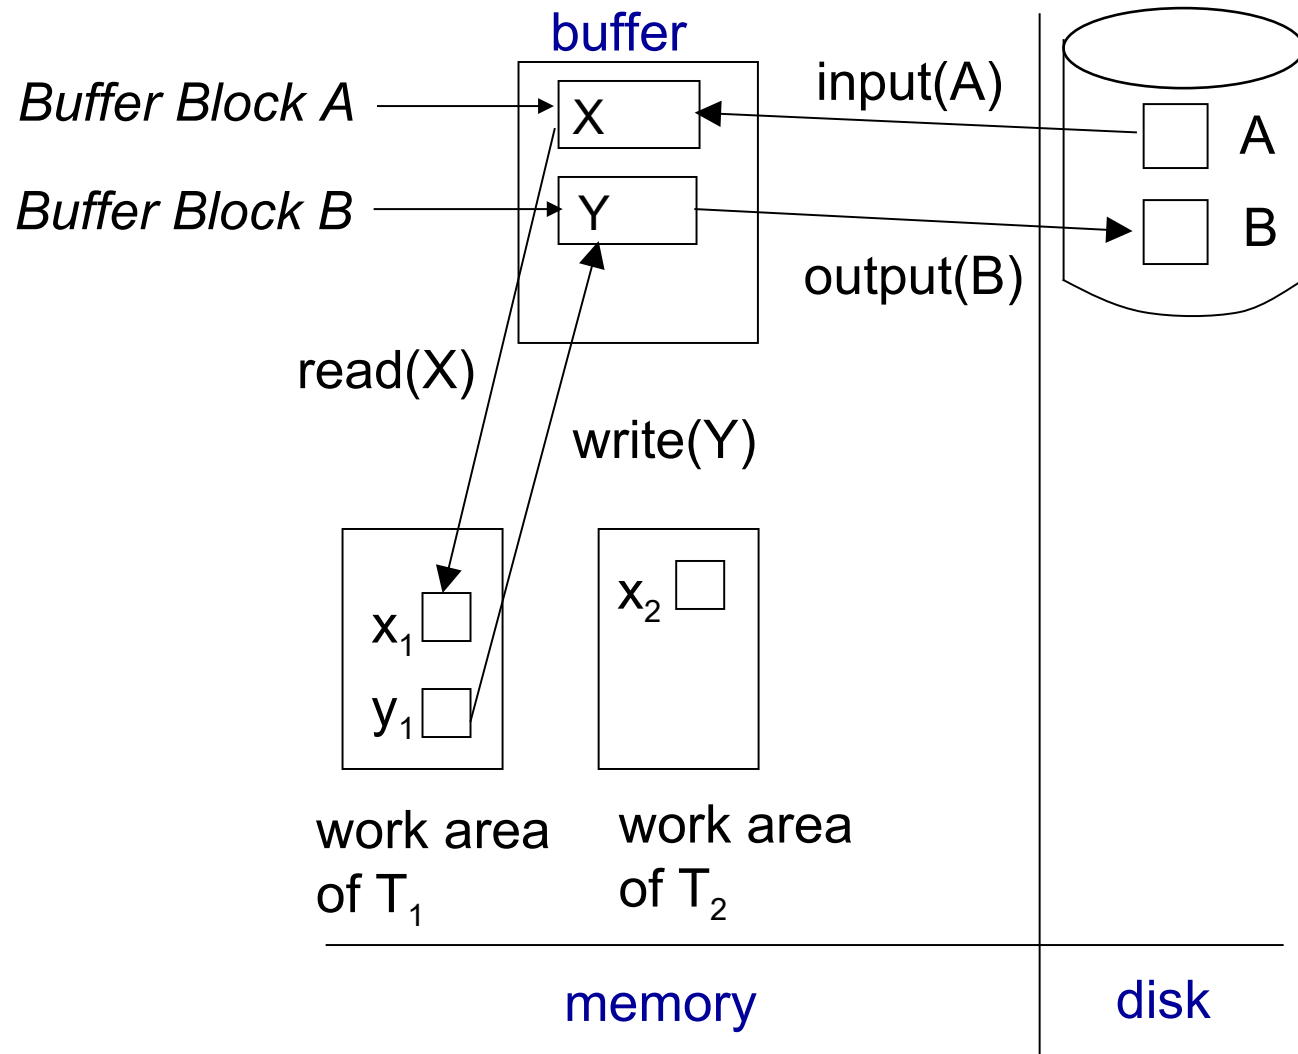 buffer
Buffer Block A
X
input(A)
A
Buffer Block B
Y
B
output(B)
read(X)
write(Y)
x₁
x₂
y₁
work area
of T₁
work area
of T₂
memory
disk